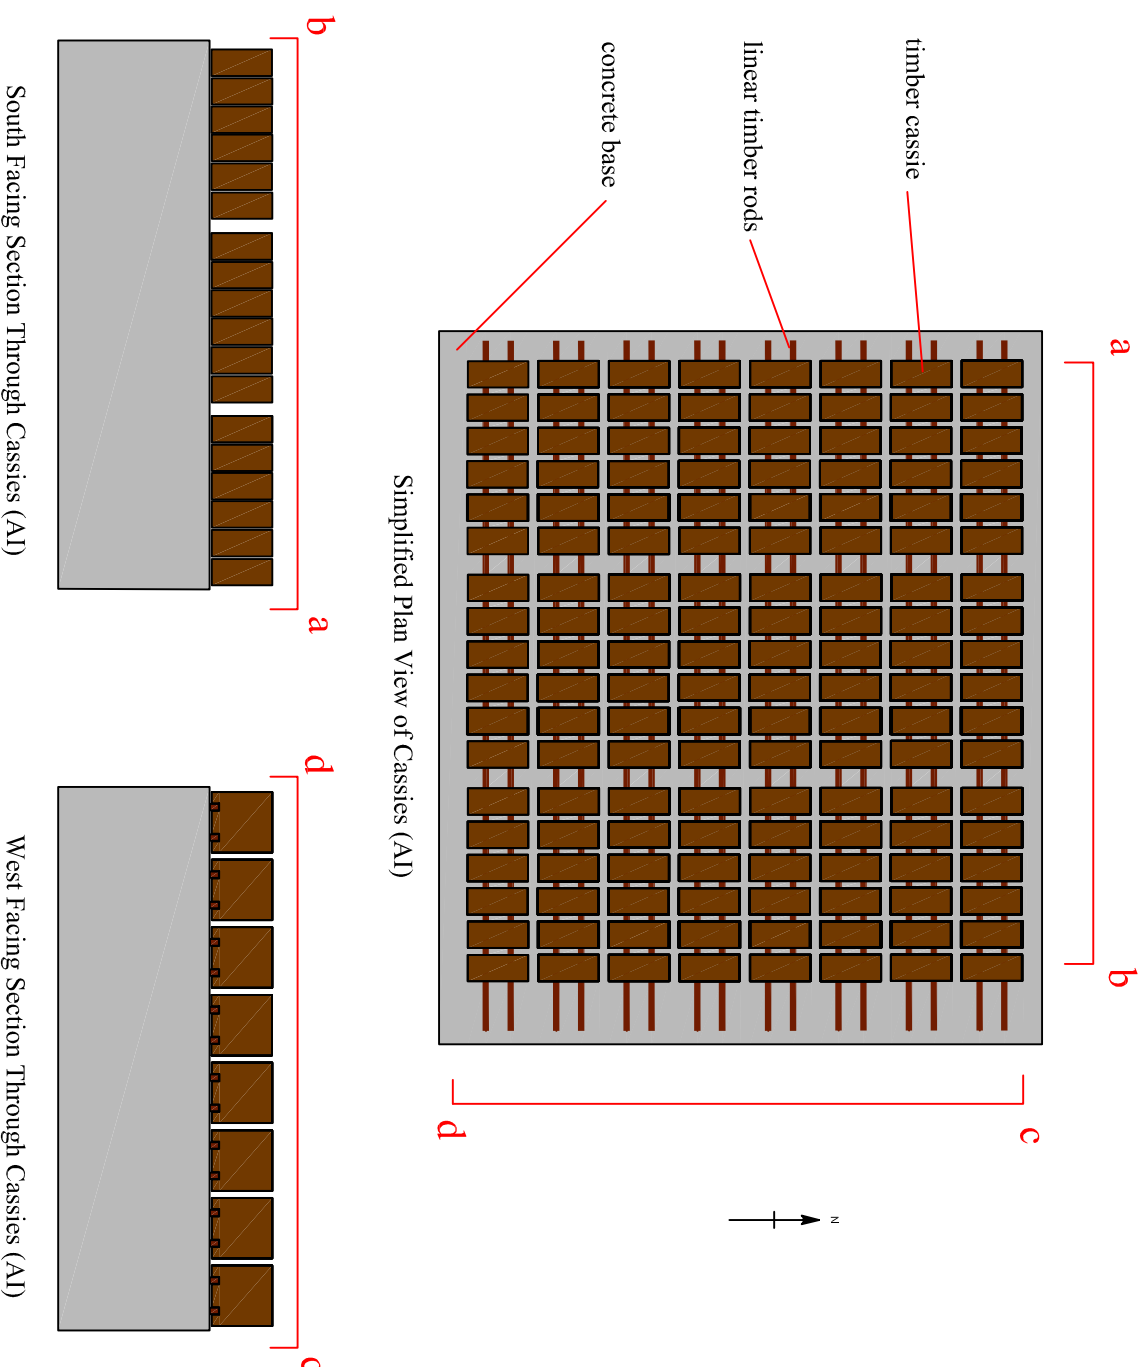 a
b
timber cassie
linear timber rods
concrete base
c
d
N
Simplified Plan View of Cassies (AI)
b
a
South Facing Section Through Cassies (AI)
d
West Facing Section Through Cassies (AI)